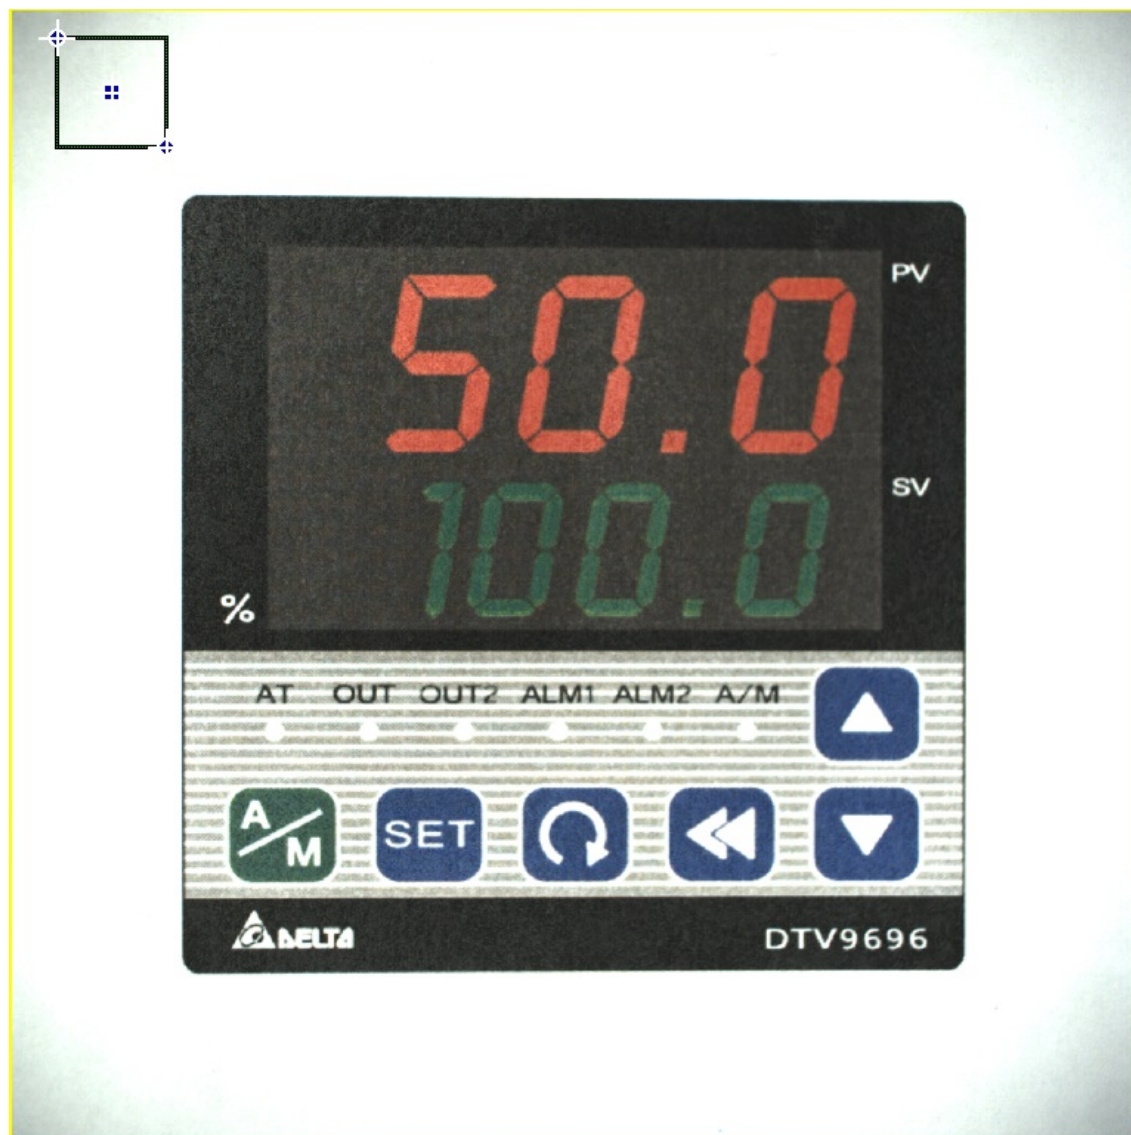 50.0 PV
100.0 SV
%
AT OUT OUT2 ALM1 ALM2 A/M
A/M SET
DELTA DTV9696